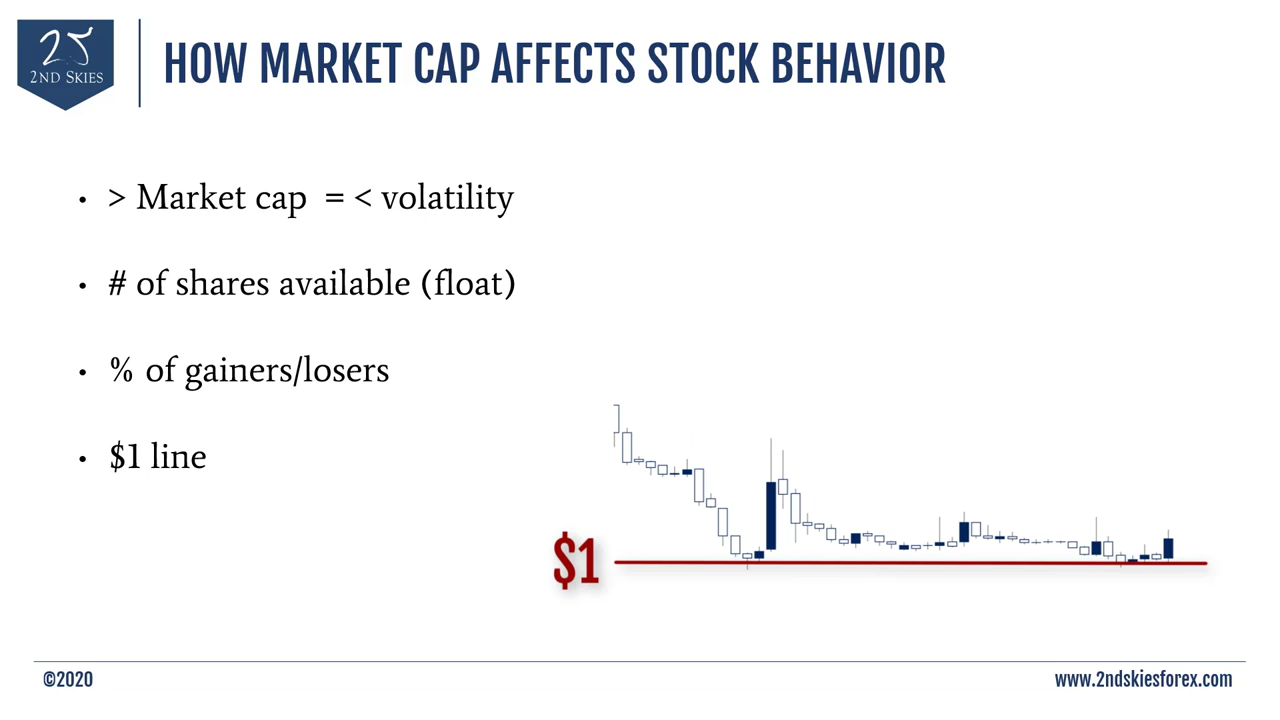 25
2ND SKIES
HOW MARKET CAP AFFECTS STOCK BEHAVIOR
• > Market cap = < volatility
• # of shares available (float)
• % of gainers/losers
• $1 line
$1
©2020
www.2ndskiesforex.com